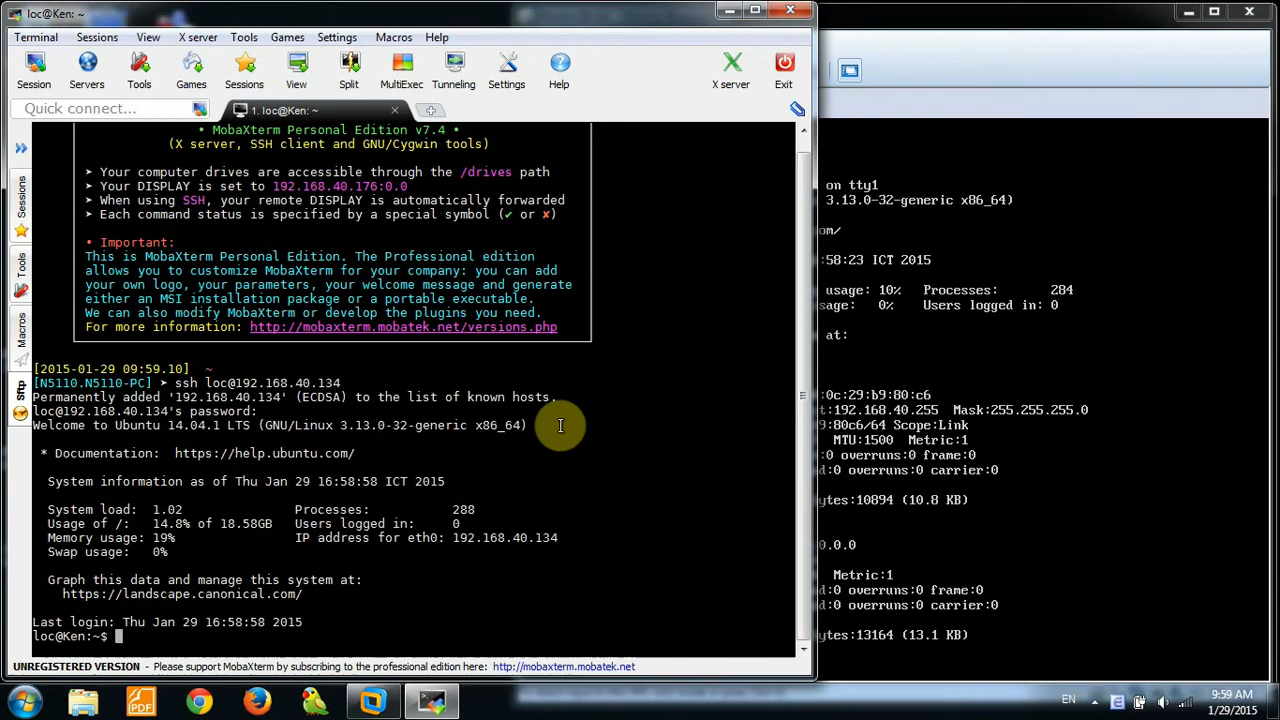 loc@Ken: ~
Terminal Sessions View X server Tools Games Settings Macros Help
Session Servers Tools Games Sessions View Split MultiExec Tunneling Settings Help X server Exit
Quick connect...
1. loc@Ken: ~
• MobaXterm Personal Edition v7.4 •
(X server, SSH client and GNU/Cygwin tools)
➤ Your computer drives are accessible through the /drives path
➤ Your DISPLAY is set to 192.168.40.176:0.0
➤ When using SSH, your remote DISPLAY is automatically forwarded
➤ Each command status is specified by a special symbol (✔ or ✘)
• Important:
This is MobaXterm Personal Edition. The Professional edition
allows you to customize MobaXterm for your company: you can add
your own logo, your parameters, your welcome message and generate
either an MSI installation package or a portable executable.
We can also modify MobaXterm or develop the plugins you need.
For more information: http://mobaxterm.mobatek.net/versions.php
[2015-01-29 09:59.10] ~
[N5110.N5110-PC] ➤ ssh loc@192.168.40.134
Permanently added '192.168.40.134' (ECDSA) to the list of known hosts.
loc@192.168.40.134's password:
Welcome to Ubuntu 14.04.1 LTS (GNU/Linux 3.13.0-32-generic x86_64)
* Documentation: https://help.ubuntu.com/
System information as of Thu Jan 29 16:58:58 ICT 2015
System load: 1.02 Processes: 288
Usage of /: 14.8% of 18.58GB Users logged in: 0
Memory usage: 19% IP address for eth0: 192.168.40.134
Swap usage: 0%
Graph this data and manage this system at:
https://landscape.canonical.com/
Last login: Thu Jan 29 16:58:58 2015
loc@Ken:~$
UNREGISTERED VERSION - Please support MobaXterm by subscribing to the professional edition here: http://mobaxterm.mobatek.net
Sessions
Tools
Macros
Sftp
on tty1
3.13.0-32-generic x86_64)
om/
:58:23 ICT 2015
usage: 10% Processes: 284
sage: 0% Users logged in: 0
at:
0:0c:29:b9:80:c6
t:192.168.40.255 Mask:255.255.255.0
9:80c6/64 Scope:Link
MTU:1500 Metric:1
:0 overruns:0 frame:0
d:0 overruns:0 carrier:0
ytes:10894 (10.8 KB)
0.0.0
Metric:1
d:0 overruns:0 frame:0
d:0 overruns:0 carrier:0
ytes:13164 (13.1 KB)
PDF
EN
9:59 AM
1/29/2015